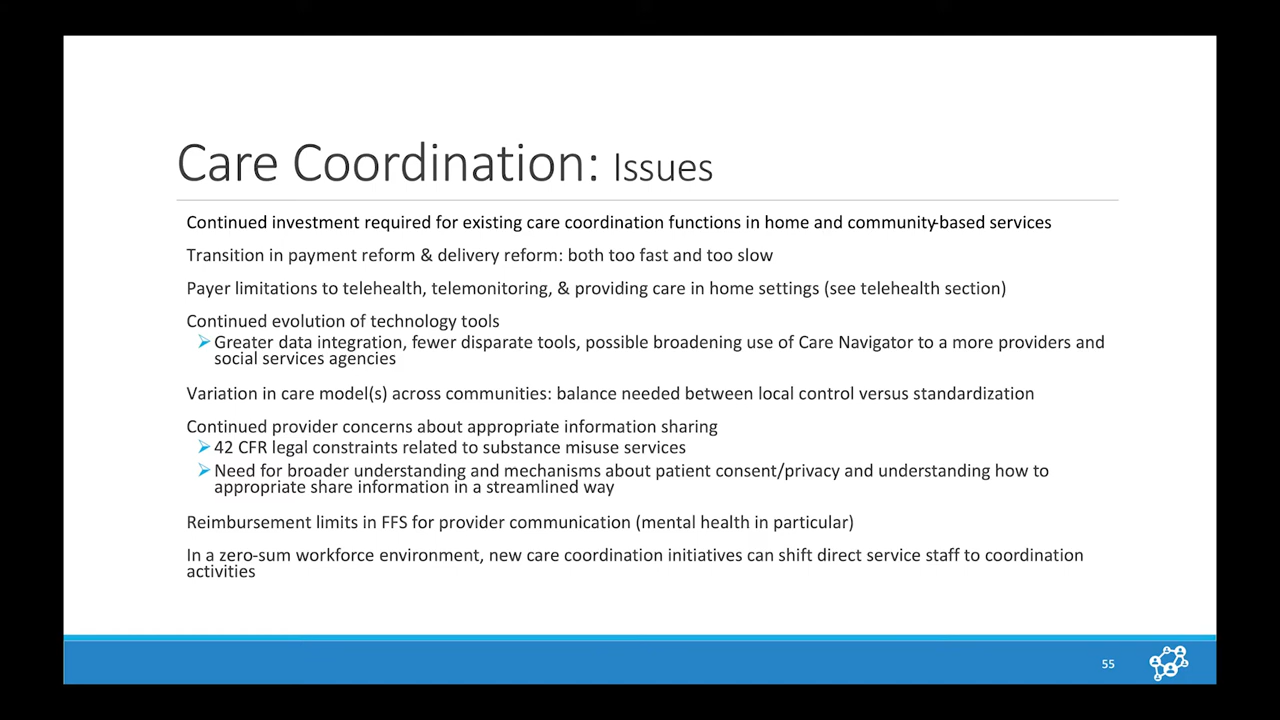 Care Coordination: Issues
Continued investment required for existing care coordination functions in home and community-based services
Transition in payment reform & delivery reform: both too fast and too slow
Payer limitations to telehealth, telemonitoring, & providing care in home settings (see telehealth section)
Continued evolution of technology tools
Greater data integration, fewer disparate tools, possible broadening use of Care Navigator to a more providers and
social services agencies
Variation in care model(s) across communities: balance needed between local control versus standardization
Continued provider concerns about appropriate information sharing
42 CFR legal constraints related to substance misuse services
Need for broader understanding and mechanisms about patient consent/privacy and understanding how to
appropriate share information in a streamlined way
Reimbursement limits in FFS for provider communication (mental health in particular)
In a zero-sum workforce environment, new care coordination initiatives can shift direct service staff to coordination
activities
55